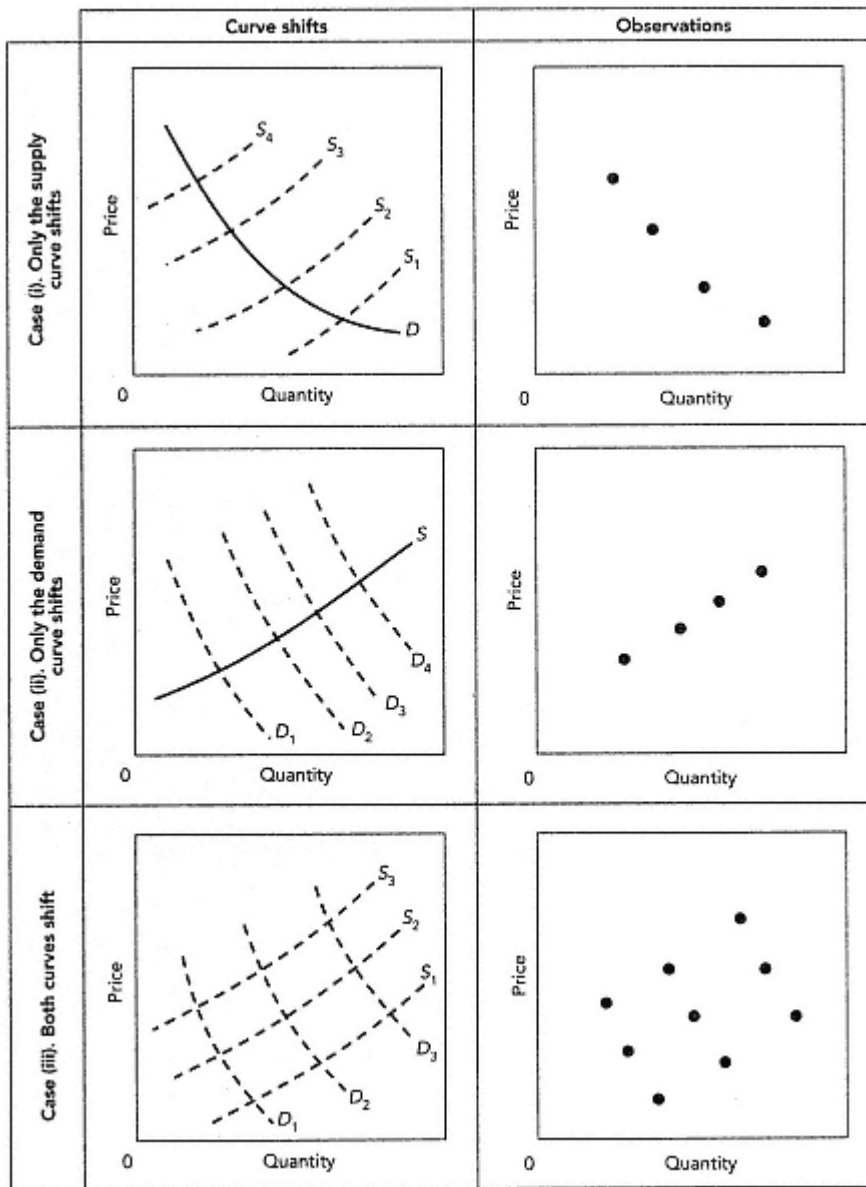 Curve shifts
Observations
Case (i). Only the supply
curve shifts
Price
S4
S3
S2
S1
D
0
Quantity
Price
0
Quantity
Case (ii). Only the demand
curve shifts
Price
S
D4
D3
D2
D1
0
Quantity
Price
0
Quantity
Case (iii). Both curves shift
Price
S3
S2
S1
D3
D2
D1
0
Quantity
Price
0
Quantity